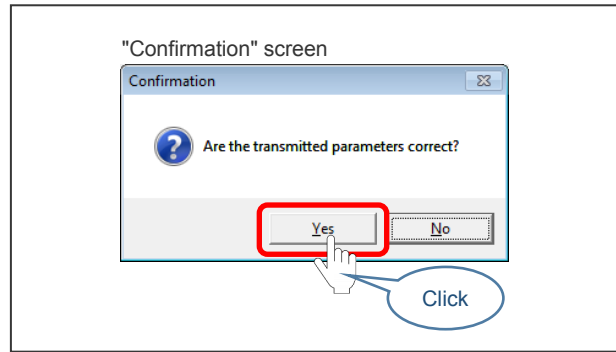 "Confirmation" screen
Confirmation
Are the transmitted parameters correct?
Yes No
Click